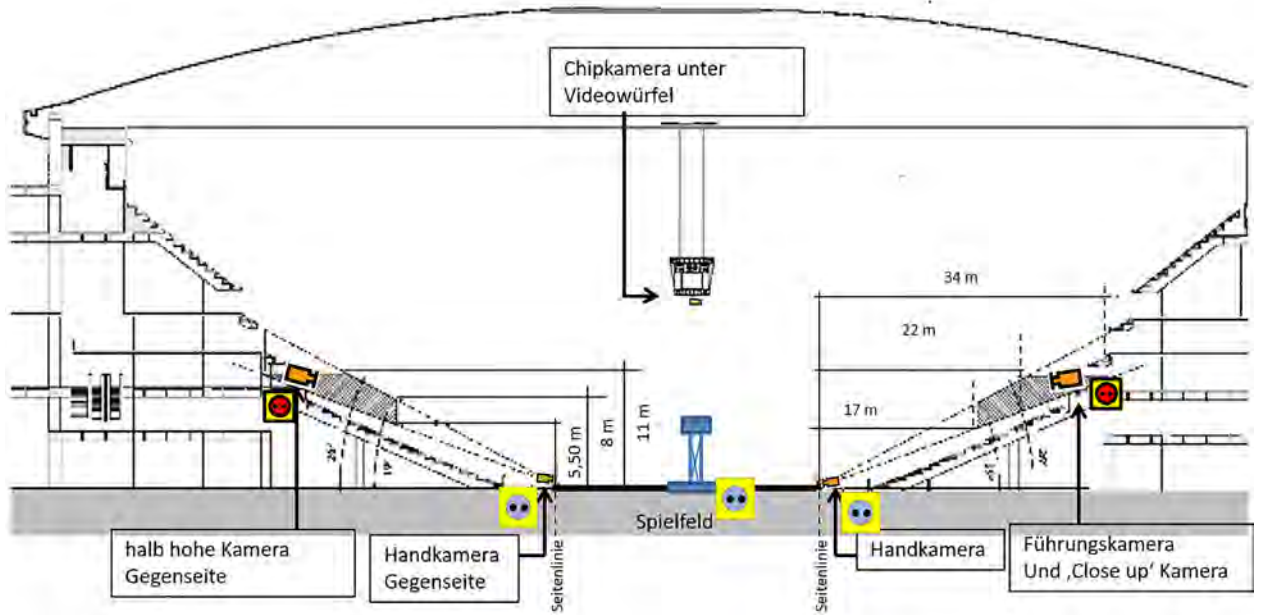 Chipkamera unter
Videowürfel
34 m
22 m
17 m
5,50 m
8 m
11 m
Spielfeld
Seitenlinie
Seitenlinie
halb hohe Kamera
Gegenseite
Handkamera
Gegenseite
Handkamera
Führungskamera
Und ‚Close up‘ Kamera